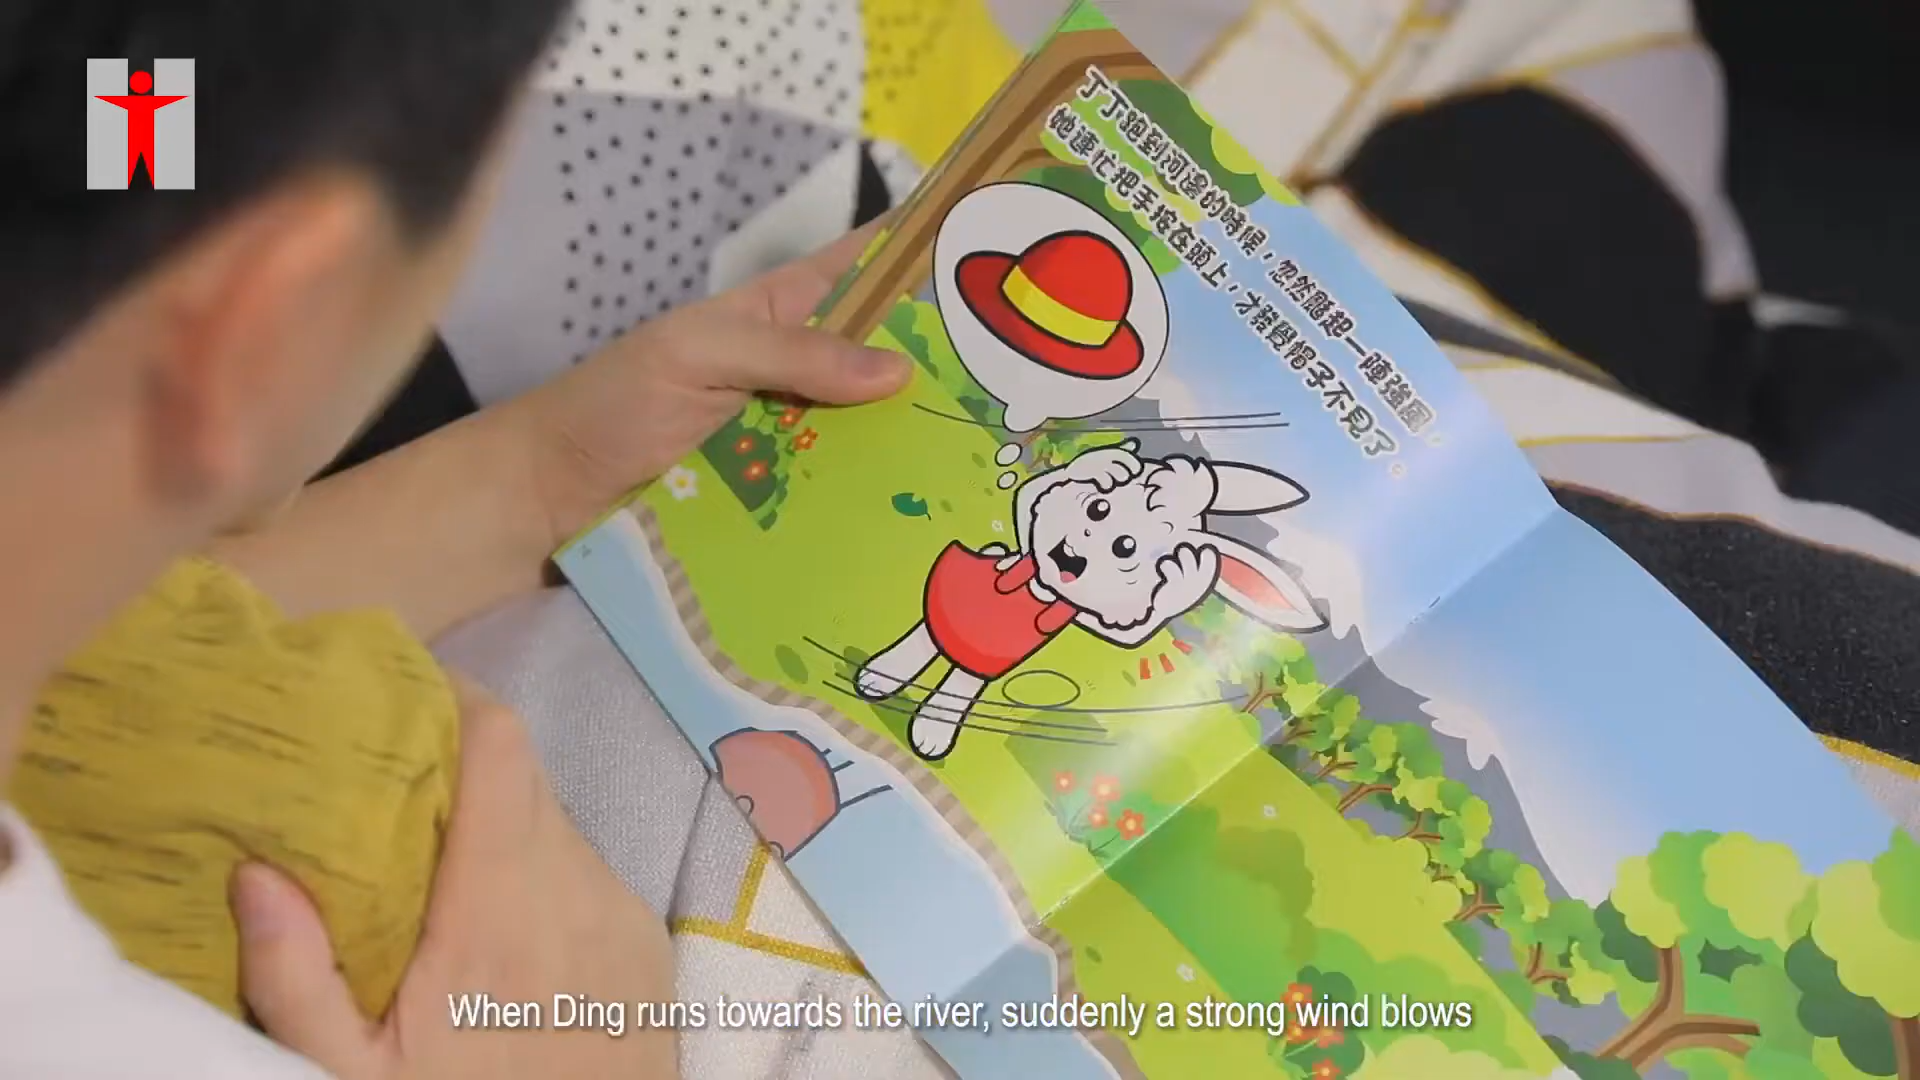 丁丁跑到河邊的時候，忽然颳起一陣強風，
她連忙把手按在頭上，才發覺帽子不見了。
When Ding runs towards the river, suddenly a strong wind blows